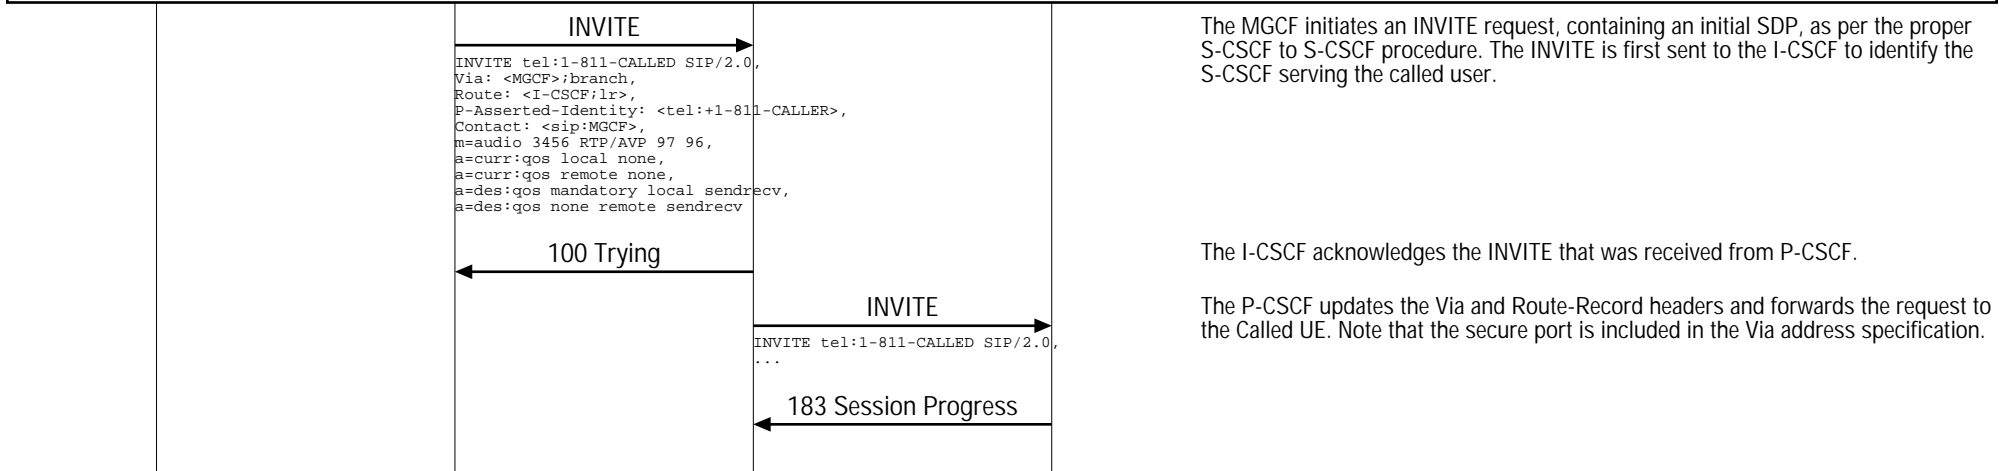 INVITE
The MGCF initiates an INVITE request, containing an initial SDP, as per the proper
S-CSCF to S-CSCF procedure. The INVITE is first sent to the I-CSCF to identify the
S-CSCF serving the called user.
INVITE tel:1-811-CALLED SIP/2.0,
Via: <MGCF>;branch,
Route: <I-CSCF;lr>,
P-Asserted-Identity: <tel:+1-811-CALLER>,
Contact: <sip:MGCF>,
m=audio 3456 RTP/AVP 97 96,
a=curr:qos local none,
a=curr:qos remote none,
a=des:qos mandatory local sendrecv,
a=des:qos none remote sendrecv
100 Trying
The I-CSCF acknowledges the INVITE that was received from P-CSCF.
INVITE
The P-CSCF updates the Via and Route-Record headers and forwards the request to
the Called UE. Note that the secure port is included in the Via address specification.
INVITE tel:1-811-CALLED SIP/2.0,
...
183 Session Progress